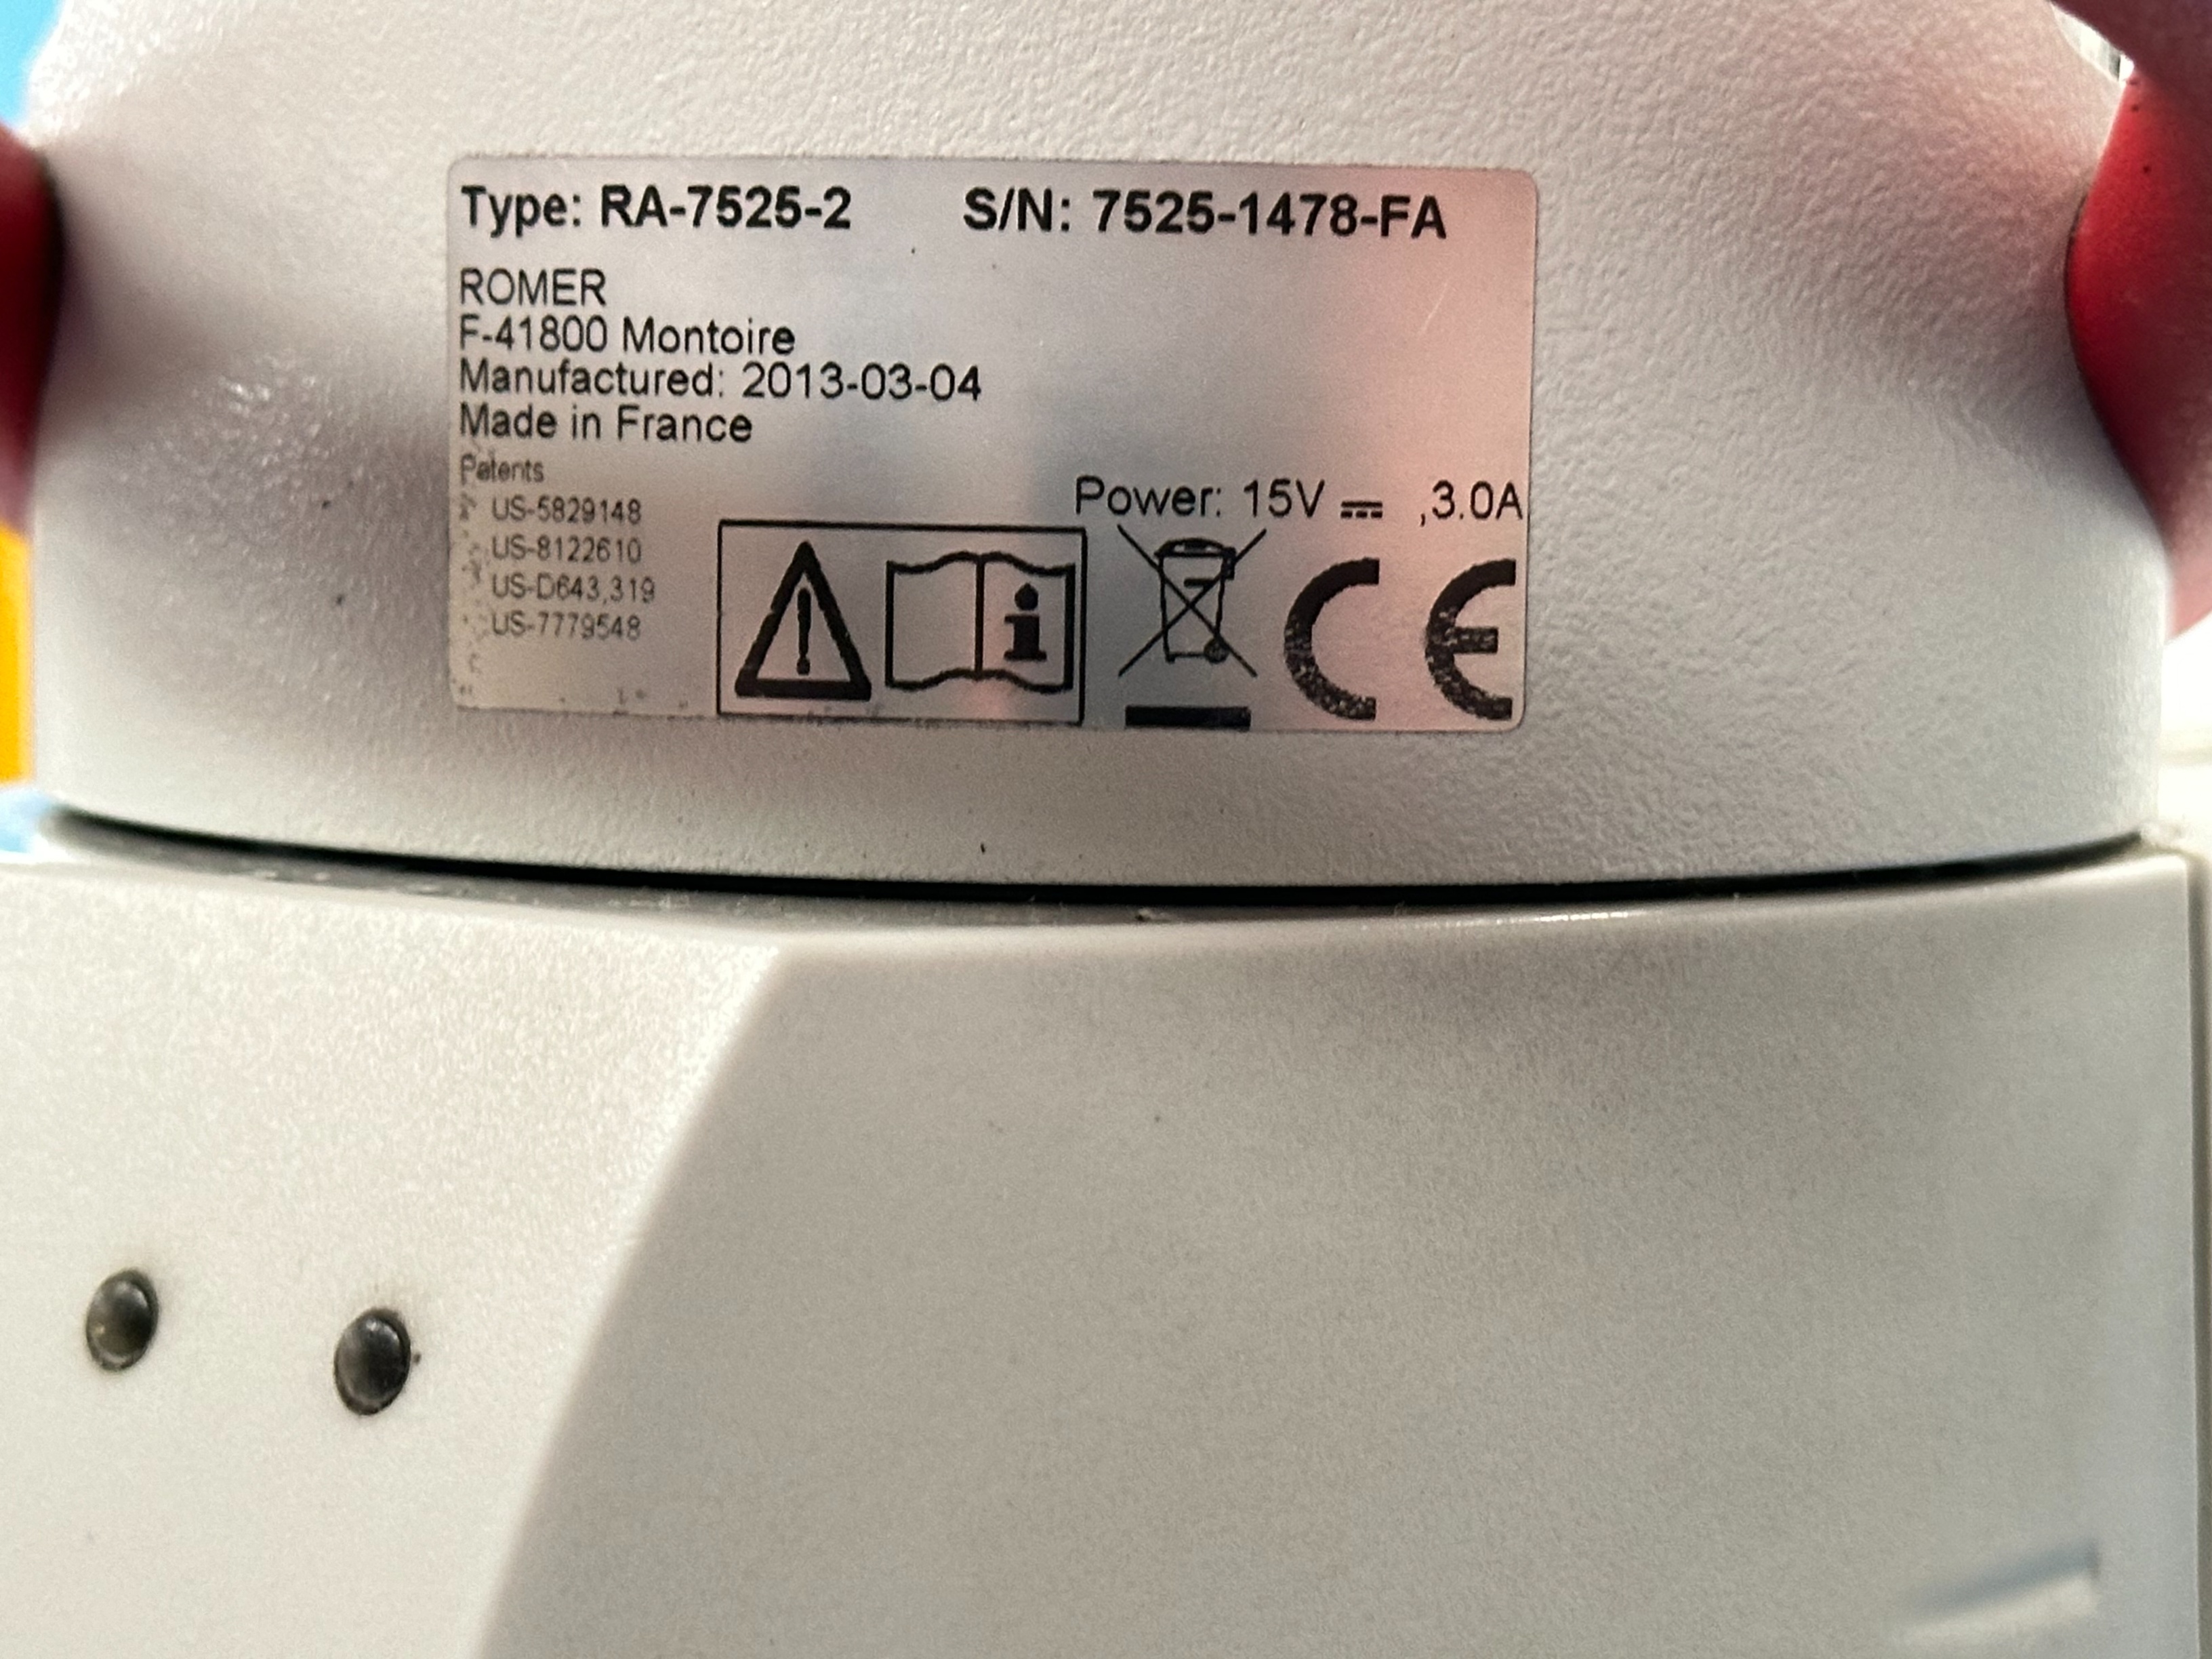 Type: RA-7525-2 S/N: 7525-1478-FA
ROMER
F-41800 Montoire
Manufactured: 2013-03-04
Made in France
Patents
US-5829148
US-8122610
US-D643,319
US-7779548
Power: 15V ⎓ ,3.0A
CE